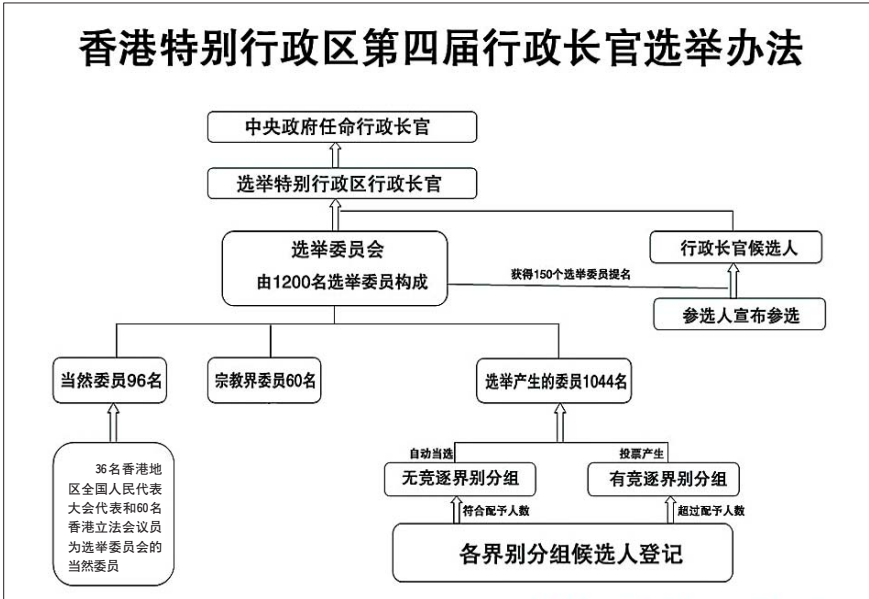 香港特别行政区第四届行政长官选举办法
中央政府任命行政长官
选举特别行政区行政长官
选举委员会
由1200名选举委员构成
行政长官候选人
获得150个选举委员提名
参选人宣布参选
当然委员96名
宗教界委员60名
选举产生的委员1044名
自动当选
投票产生
无竞逐界别分组
有竞逐界别分组
36名香港地
区全国人民代表
大会代表和60名
香港立法会议员
为选举委员会的
当然委员
符合配予人数
超过配予人数
各界别分组候选人登记